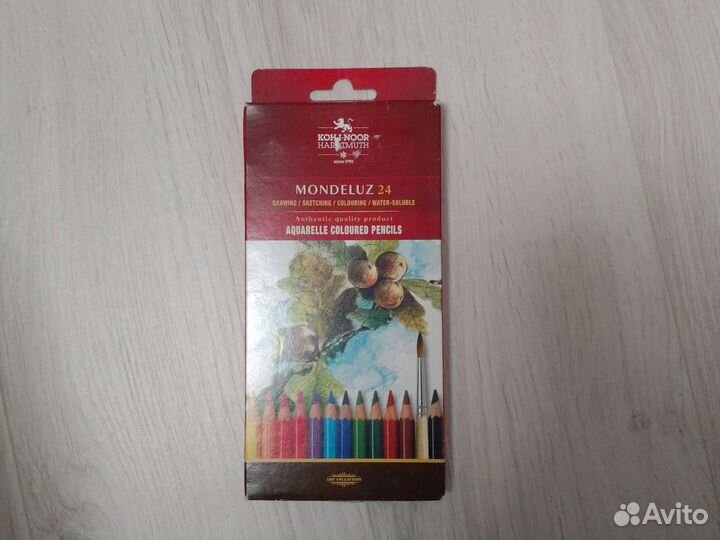 KOH-I-NOOR
HARDTMUTH
since 1790
MONDELUZ 24
DRAWING / SKETCHING / COLOURING / WATER-SOLUBLE
Authentic quality product
AQUARELLE COLOURED PENCILS
ART COLLECTION
Avito